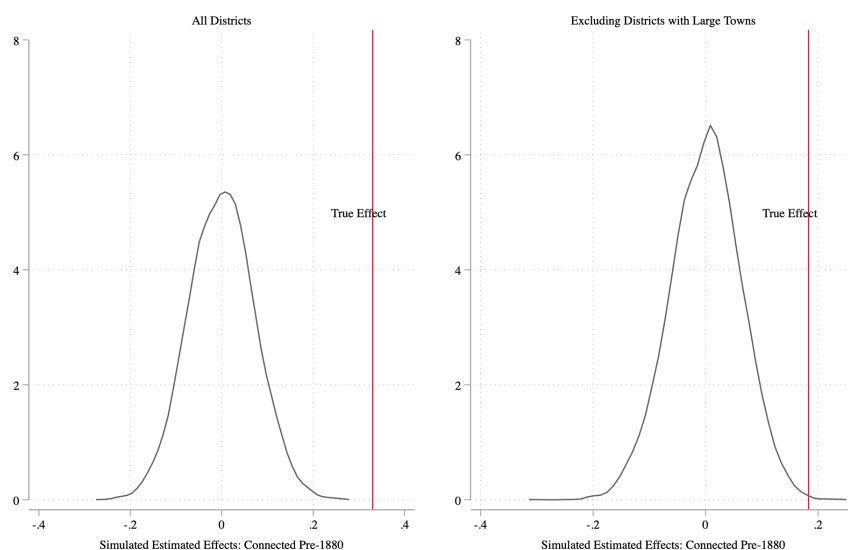 All Districts
8
6
4
2
0
True Effect
-.4 -.2 0 .2 .4
Simulated Estimated Effects: Connected Pre-1880
Excluding Districts with Large Towns
8
6
4
2
0
True Effect
-.4 -.2 0 .2
Simulated Estimated Effects: Connected Pre-1880